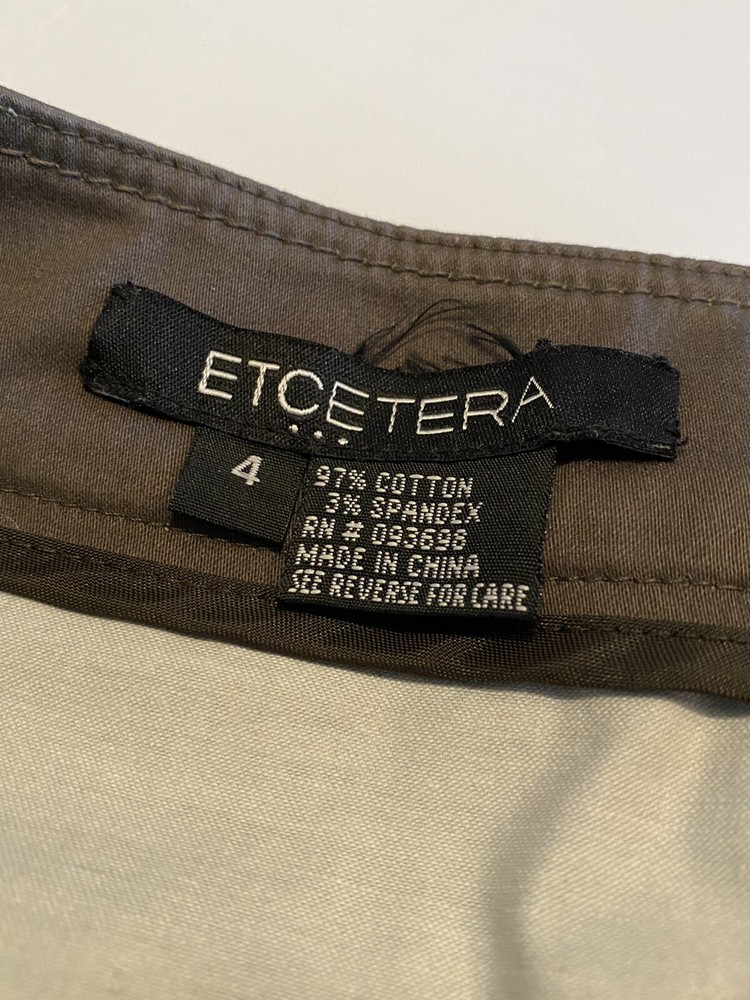 ETCETERA
...
4
97% COTTON
3% SPANDEX
RN # 093698
MADE IN CHINA
SEE REVERSE FOR CARE